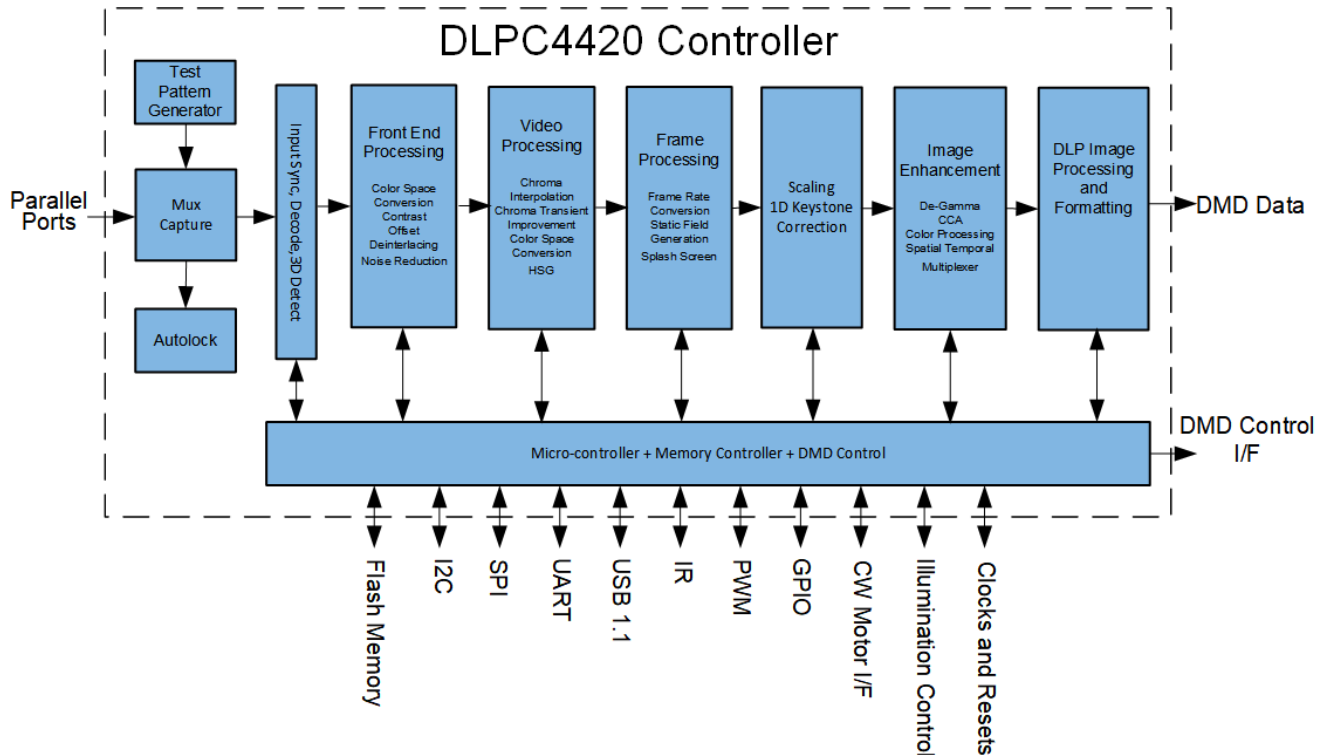 DLPC4420 Controller
Test
Pattern
Generator
Parallel
Ports
Mux
Capture
Autolock
Input Sync, Decode, 3D Detect
Front End
Processing
Color Space
Conversion
Contrast
Offset
Deinterlacing
Noise Reduction
Video
Processing
Chroma
Interpolation
Chroma Transient
Improvement
Color Space
Conversion
HSG
Frame
Processing
Frame Rate
Conversion
Static Field
Generation
Splash Screen
Scaling
1D Keystone
Correction
Image
Enhancement
De-Gamma
CCA
Color Processing
Spatial Temporal
Multiplexer
DLP Image
Processing
and
Formatting
DMD Data
Micro-controller + Memory Controller + DMD Control
DMD Control
I/F
Flash Memory
I2C
SPI
UART
USB 1.1
IR
PWM
GPIO
CW Motor I/F
Illumination Control
Clocks and Resets